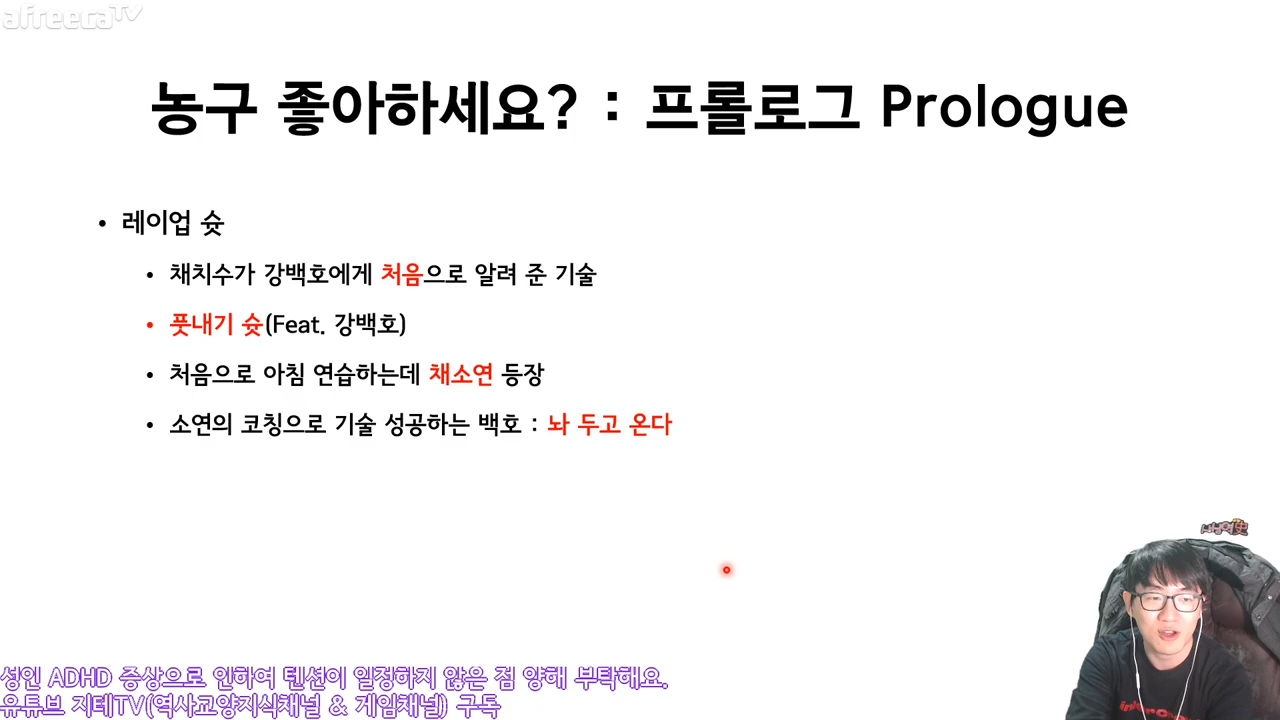 afreecaTV
농구 좋아하세요? : 프롤로그 Prologue
• 레이업 슛
• 채치수가 강백호에게 처음으로 알려 준 기술
• 풋내기 슛(Feat. 강백호)
• 처음으로 아침 연습하는데 채소연 등장
• 소연의 코칭으로 기술 성공하는 백호 : 놔 두고 온다
성인 ADHD 증상으로 인하여 텐션이 일정하지 않은 점 양해 부탁해요.
유튜브 지테TV(역사교양지식채널 & 게임채널) 구독